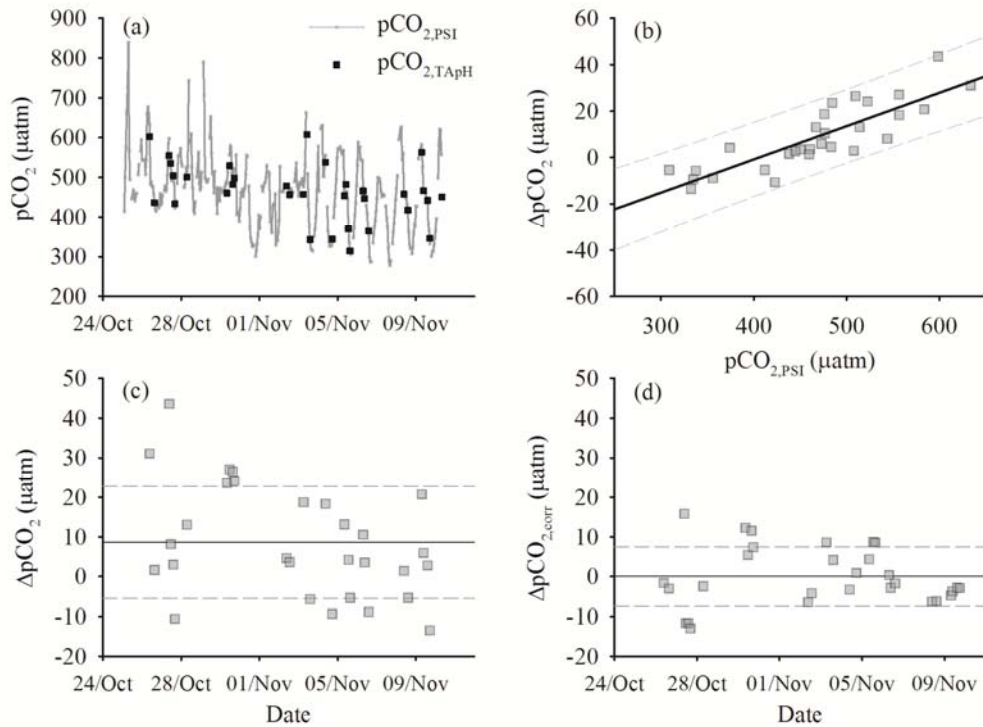 (a)
pCO2,PSI
pCO2,TApH
pCO2 (μatm)
900
800
700
600
500
400
300
200
24/Oct 28/Oct 01/Nov 05/Nov 09/Nov
(b)
ΔpCO2 (μatm)
60
40
20
0
-20
-40
-60
300 400 500 600
pCO2,PSI (μatm)
(c)
ΔpCO2 (μatm)
50
40
30
20
10
0
-10
-20
24/Oct 28/Oct 01/Nov 05/Nov 09/Nov
Date
(d)
ΔpCO2,corr (μatm)
50
40
30
20
10
0
-10
-20
24/Oct 28/Oct 01/Nov 05/Nov 09/Nov
Date